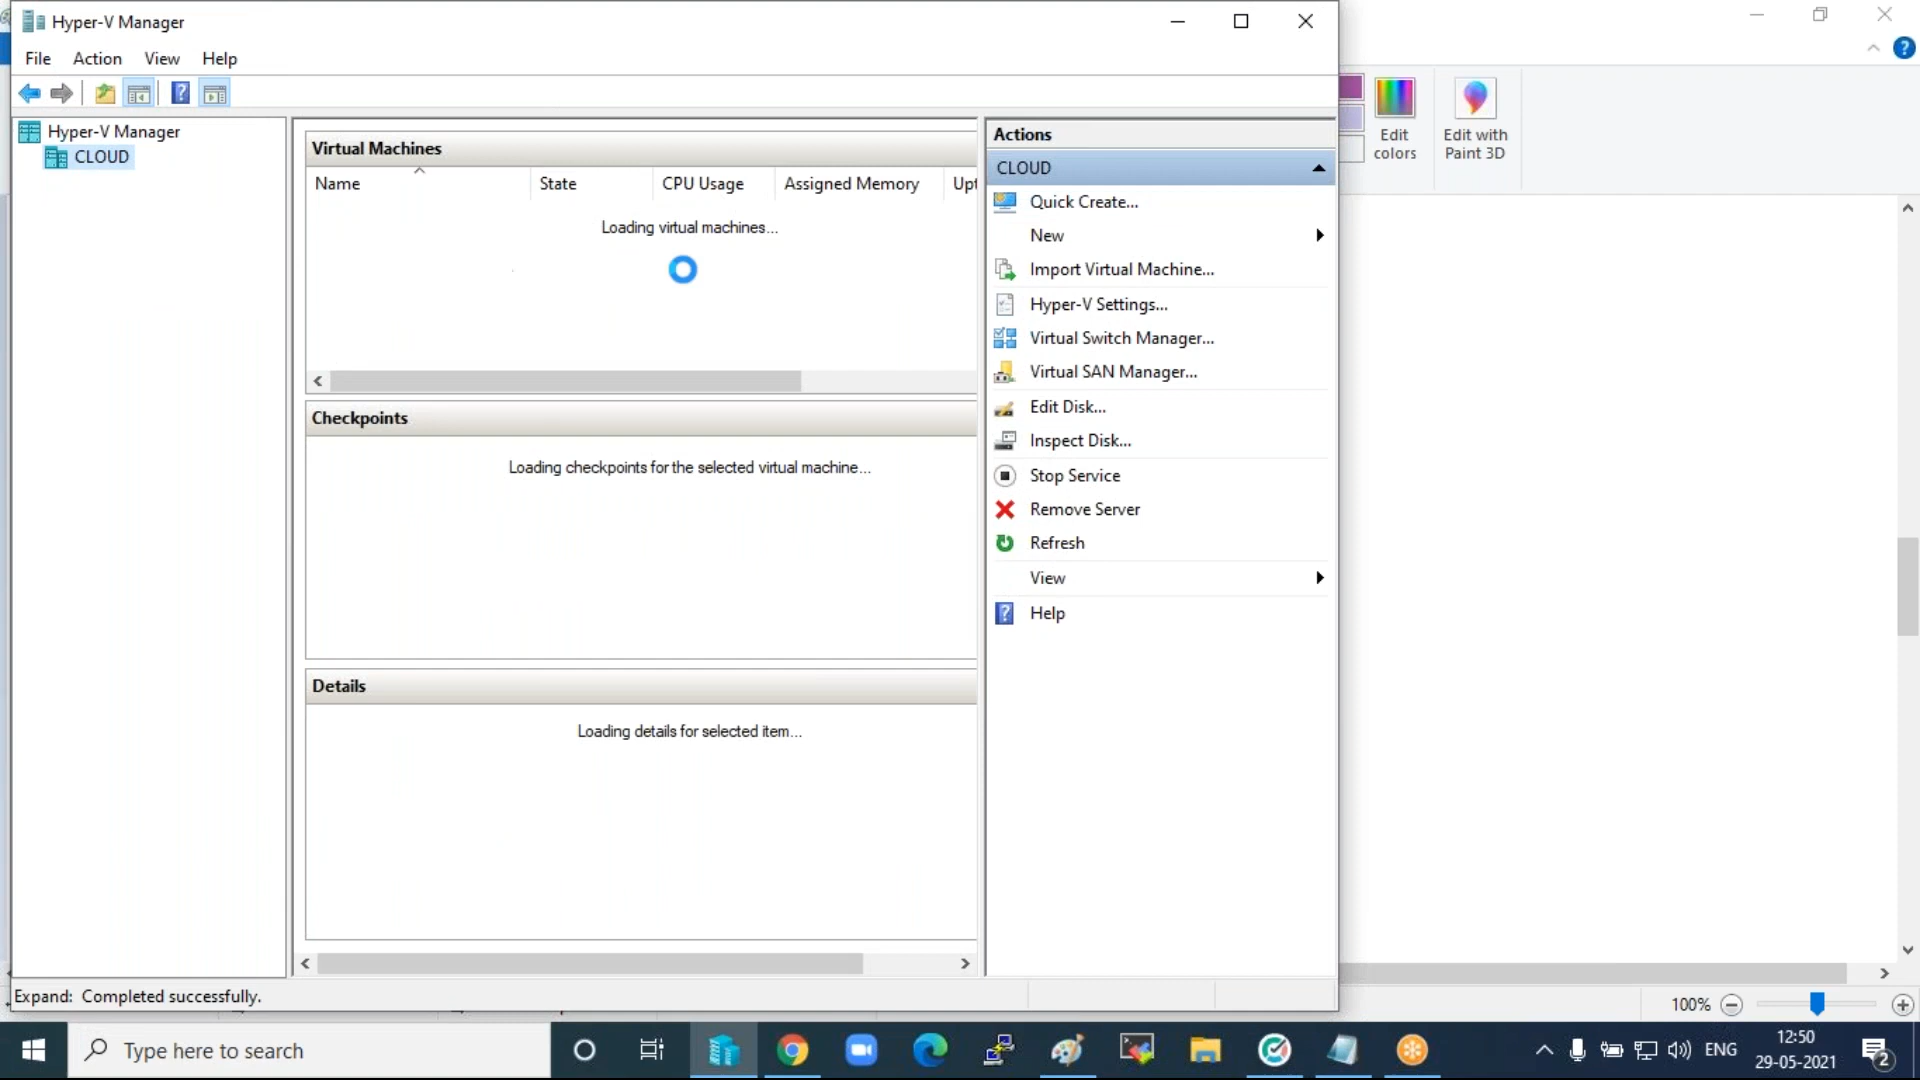 Hyper-V Manager
File Action View Help
Hyper-V Manager
CLOUD
Virtual Machines
Name State CPU Usage Assigned Memory Upt
Loading virtual machines...
Checkpoints
Loading checkpoints for the selected virtual machine...
Details
Loading details for selected item...
Actions
CLOUD
Quick Create...
New
Import Virtual Machine...
Hyper-V Settings...
Virtual Switch Manager...
Virtual SAN Manager...
Edit Disk...
Inspect Disk...
Stop Service
Remove Server
Refresh
View
Help
Edit colors
Edit with Paint 3D
Expand: Completed successfully.
100%
Type here to search
ENG
12:50
29-05-2021
2